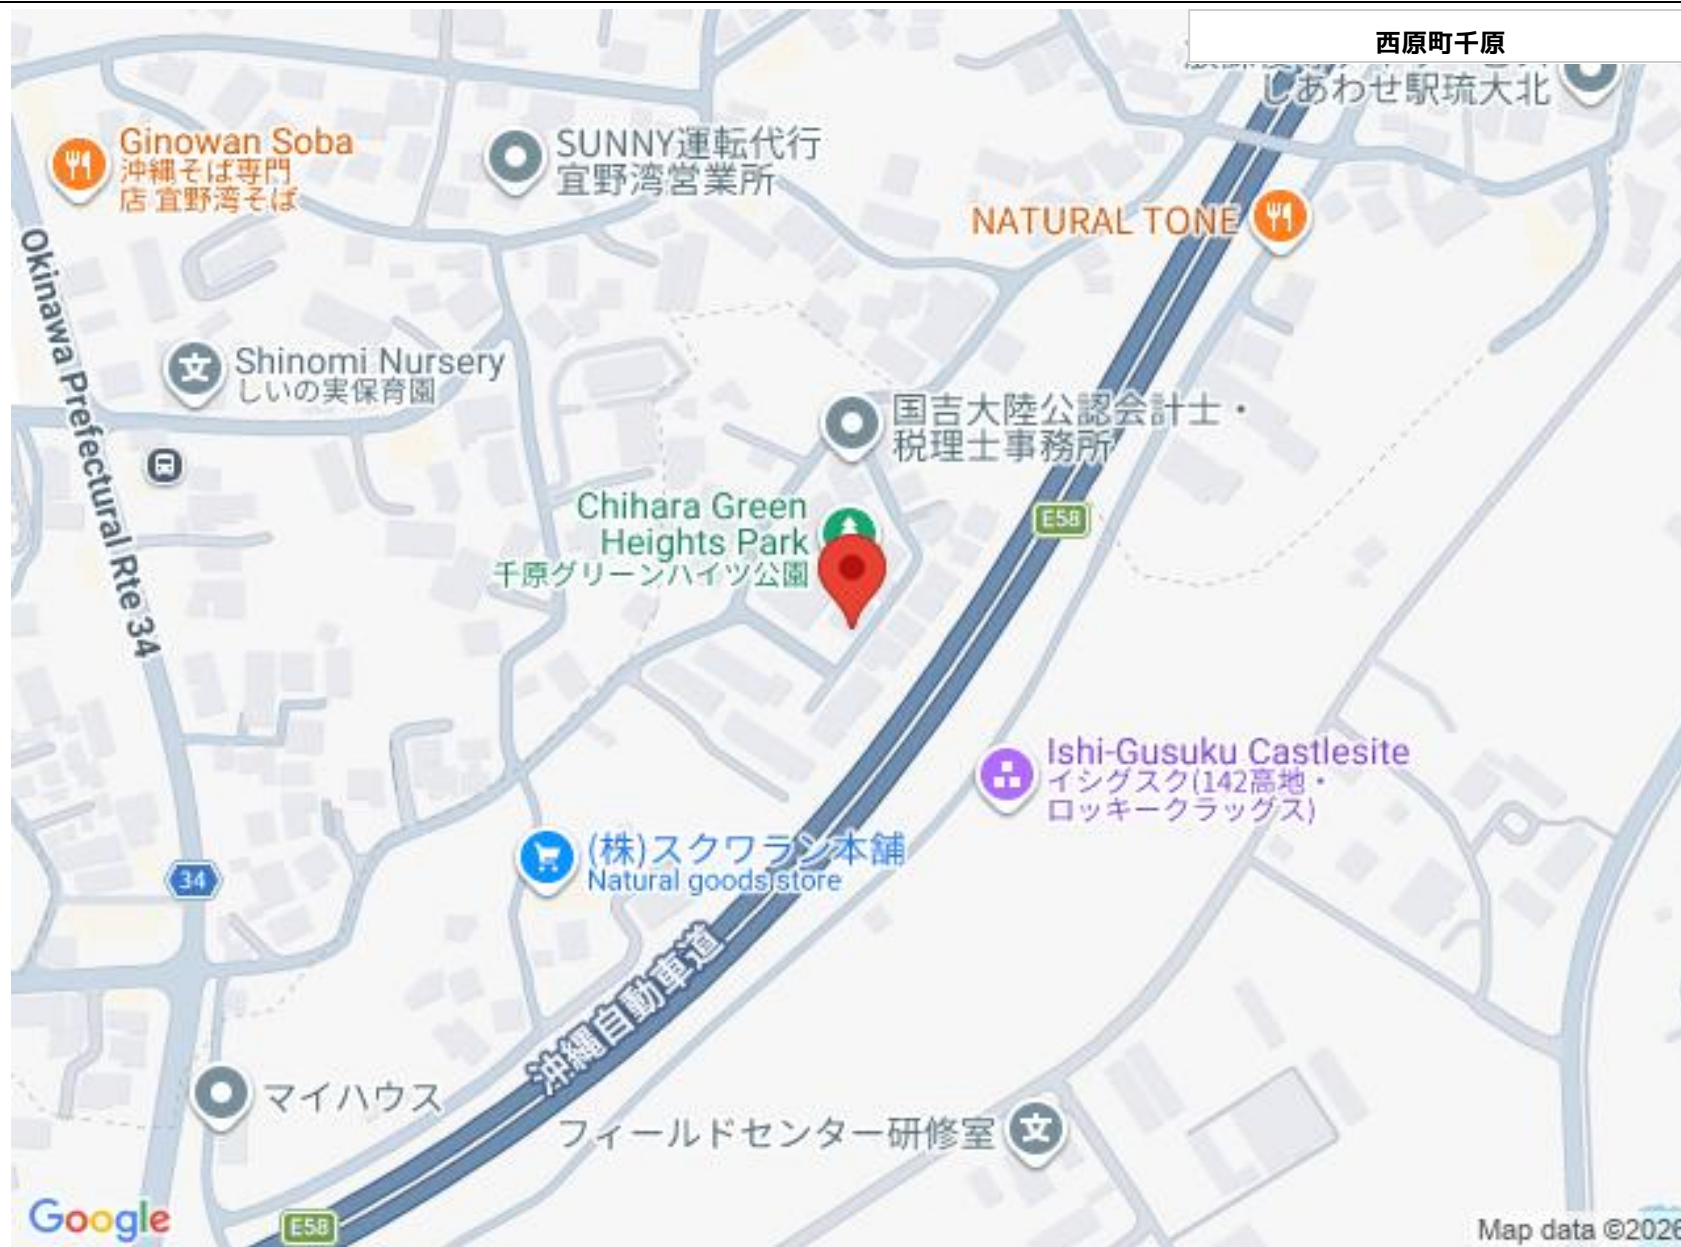 西原町千原
しあわせ駅琉大北
Ginowan Soba
沖縄そば専門
店 宜野湾そば
SUNNY運転代行
宜野湾営業所
NATURAL TONE
Okinawa Prefectural Rte 34
Shinomi Nursery
しいの実保育園
国吉大陸公認会計士・
税理士事務所
Chihara Green
Heights Park
千原グリーンハイツ公園
E58
Ishi-Gusuku Castlesite
イシグスク(142高地・
ロッキークラッグス)
(株)スクワラン本舗
Natural goods store
34
沖縄自動車道
マイハウス
フィールドセンター研修室
Google
E58
Map data ©2026